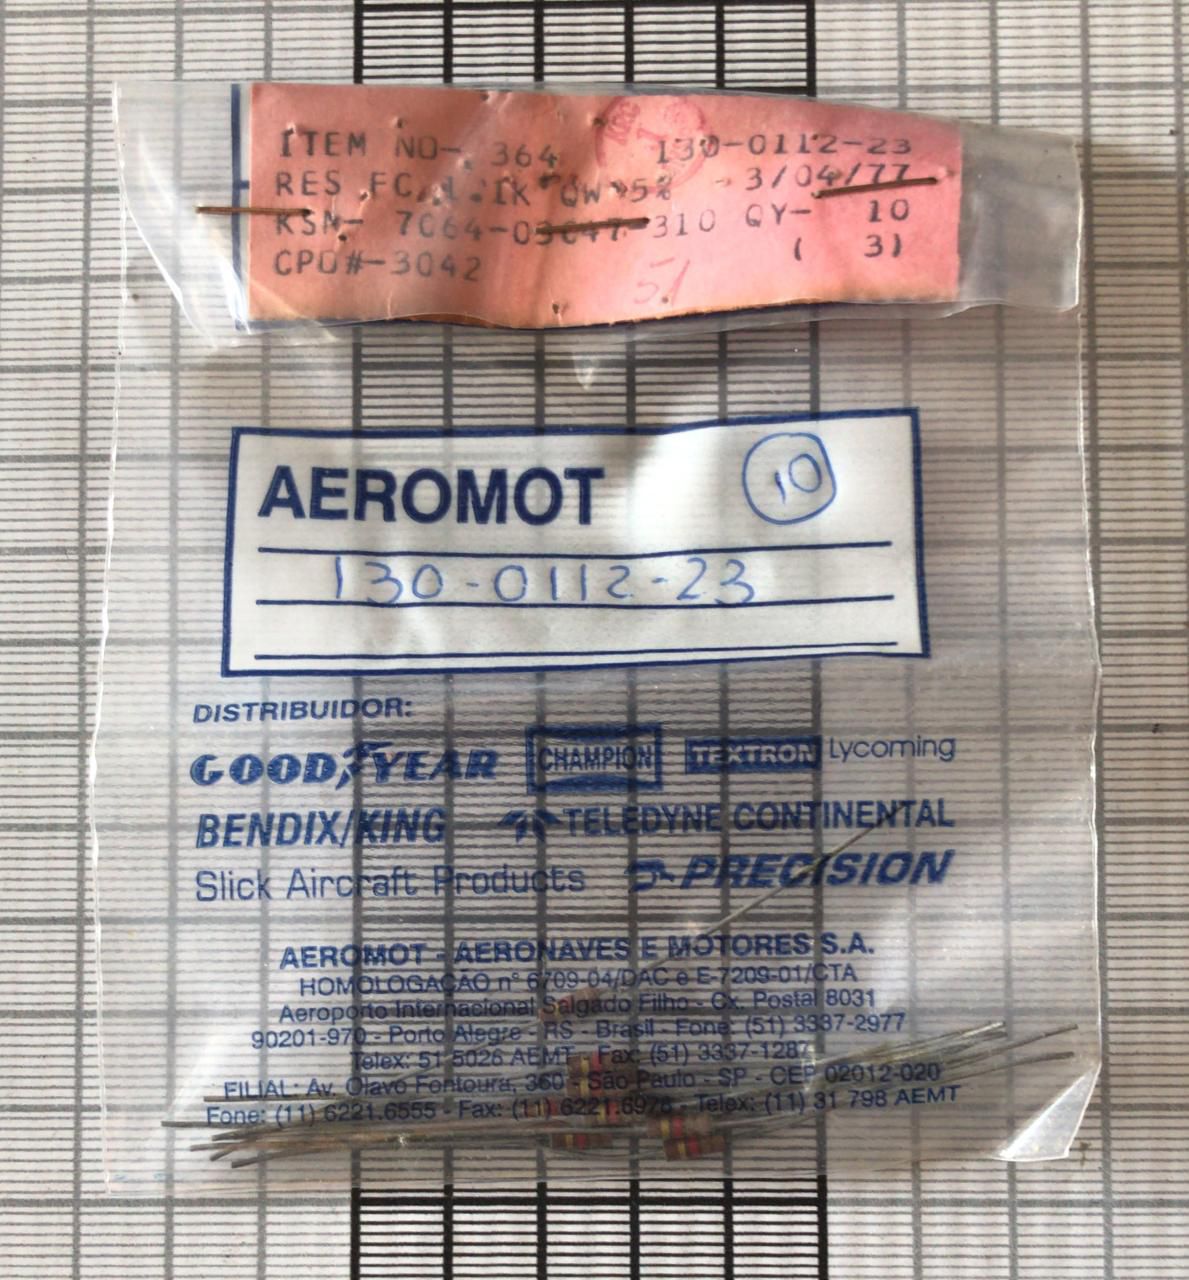 ITEM NO- 364 130-0112-23
RES FC 1.1K QW 5% 3/04/77
KSN- 7064-03047-310 QY- 10
CPO#-3042 ( 3)
51
AEROMOT 10
130-0112-23
DISTRIBUIDOR:
GOODYEAR CHAMPION TEXTRON Lycoming
BENDIX/KING TELEDYNE CONTINENTAL
Slick Aircraft Products PRECISION
AEROMOT - AERONAVES E MOTORES S.A.
HOMOLOGAÇÃO nº 6709-04/DAC e E-7209-01/CTA
Aeroporto Internacional Salgado Filho - Cx. Postal 8031
90201-970 - Porto Alegre - RS - Brasil - Fone: (51) 3337-2977
Telex: 51 5026 AEMT - Fax: (51) 3337-1287
FILIAL: Av. Olavo Fontoura, 360 - São Paulo - SP - CEP 02012-020
Fone: (11) 6221.6555 - Fax: (11) 6221.6976 - Telex: (11) 31 798 AEMT